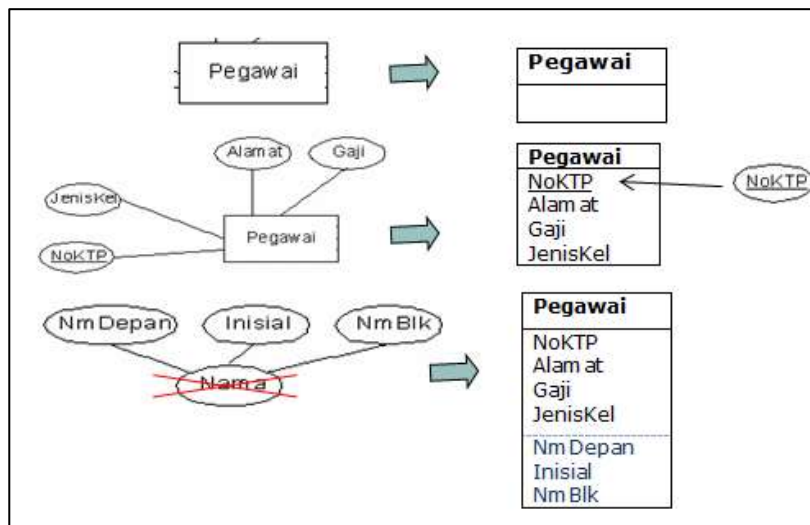 Pegawai
Pegawai
Alamat
Gaji
JenisKel
NoKTP
Pegawai
Pegawai
NoKTP
Alamat
Gaji
JenisKel
NoKTP
NmDepan
Inisial
NmBlk
Nama
Pegawai
NoKTP
Alamat
Gaji
JenisKel
NmDepan
Inisial
NmBlk